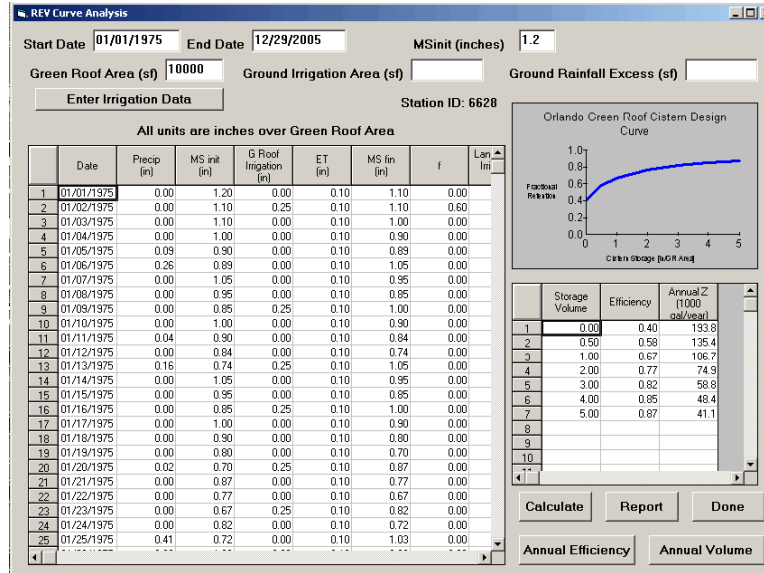 REV Curve Analysis
Start Date 01/01/1975 End Date 12/29/2005 MSinit (inches) 1.2
Green Roof Area (sf) 10000 Ground Irrigation Area (sf) Ground Rainfall Excess (sf)
Enter Irrigation Data Station ID: 6628
All units are inches over Green Roof Area
Date Precip (in) MS init (in) G Roof Irrigation (in) ET (in) MS fin (in) f Lan Irri
1 01/01/1975 0.00 1.20 0.00 0.10 1.10 0.00
2 01/02/1975 0.00 1.10 0.25 0.10 1.10 0.60
3 01/03/1975 0.00 1.10 0.00 0.10 1.00 0.00
4 01/04/1975 0.00 1.00 0.00 0.10 0.90 0.00
5 01/05/1975 0.09 0.90 0.00 0.10 0.89 0.00
6 01/06/1975 0.26 0.89 0.00 0.10 1.05 0.00
7 01/07/1975 0.00 1.05 0.00 0.10 0.95 0.00
8 01/08/1975 0.00 0.95 0.00 0.10 0.85 0.00
9 01/09/1975 0.00 0.85 0.25 0.10 1.00 0.00
10 01/10/1975 0.00 1.00 0.00 0.10 0.90 0.00
11 01/11/1975 0.04 0.90 0.00 0.10 0.84 0.00
12 01/12/1975 0.00 0.84 0.00 0.10 0.74 0.00
13 01/13/1975 0.16 0.74 0.25 0.10 1.05 0.00
14 01/14/1975 0.00 1.05 0.00 0.10 0.95 0.00
15 01/15/1975 0.00 0.95 0.00 0.10 0.85 0.00
16 01/16/1975 0.00 0.85 0.25 0.10 1.00 0.00
17 01/17/1975 0.00 1.00 0.00 0.10 0.90 0.00
18 01/18/1975 0.00 0.90 0.00 0.10 0.80 0.00
19 01/19/1975 0.00 0.80 0.00 0.10 0.70 0.00
20 01/20/1975 0.02 0.70 0.25 0.10 0.87 0.00
21 01/21/1975 0.00 0.87 0.00 0.10 0.77 0.00
22 01/22/1975 0.00 0.77 0.00 0.10 0.67 0.00
23 01/23/1975 0.00 0.67 0.25 0.10 0.82 0.00
24 01/24/1975 0.00 0.82 0.00 0.10 0.72 0.00
25 01/25/1975 0.41 0.72 0.00 0.10 1.03 0.00
Orlando Green Roof Cistern Design
Curve
1.0
0.8
0.6
0.4
0.2
0.0
Fractional
Retention
0 1 2 3 4 5
Cistern Storage [in/GR Area]
Storage Volume Efficiency Annual Z (1000 gal/year)
1 0.00 0.40 193.8
2 0.50 0.58 135.4
3 1.00 0.67 106.7
4 2.00 0.77 74.9
5 3.00 0.82 58.8
6 4.00 0.85 48.4
7 5.00 0.87 41.1
8
9
10
Calculate Report Done
Annual Efficiency Annual Volume